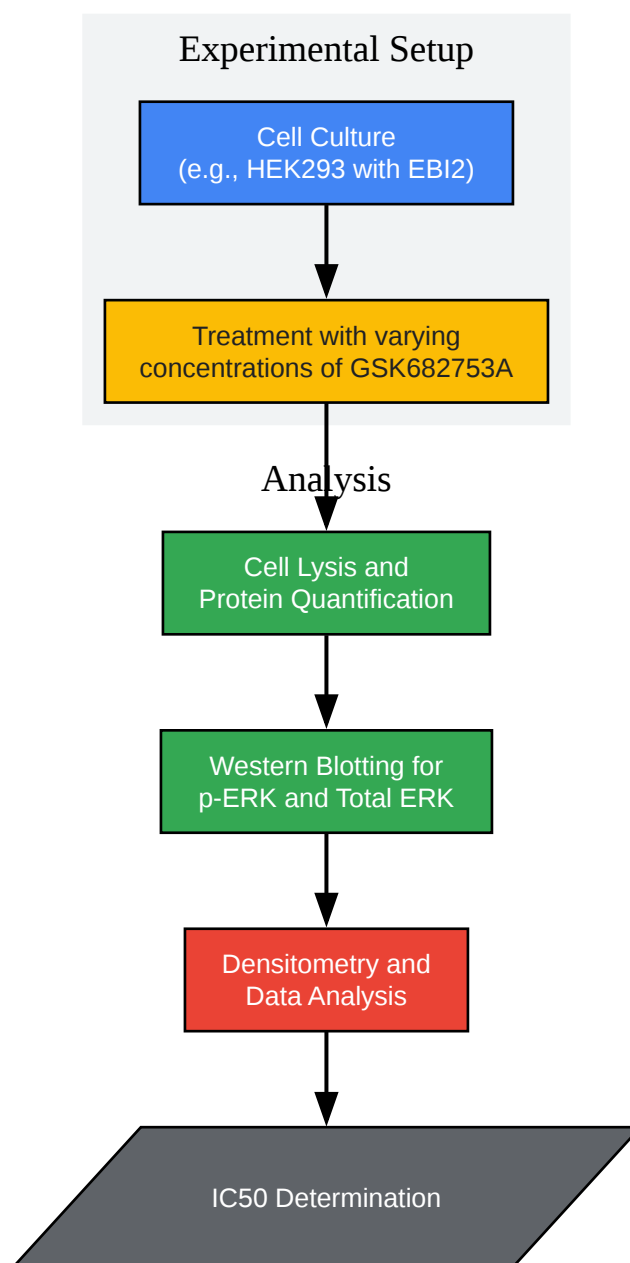 Experimental Setup
Cell Culture
(e.g., HEK293 with EBI2)
Treatment with varying
concentrations of GSK682753A
Analysis
Cell Lysis and
Protein Quantification
Western Blotting for
p-ERK and Total ERK
Densitometry and
Data Analysis
IC50 Determination